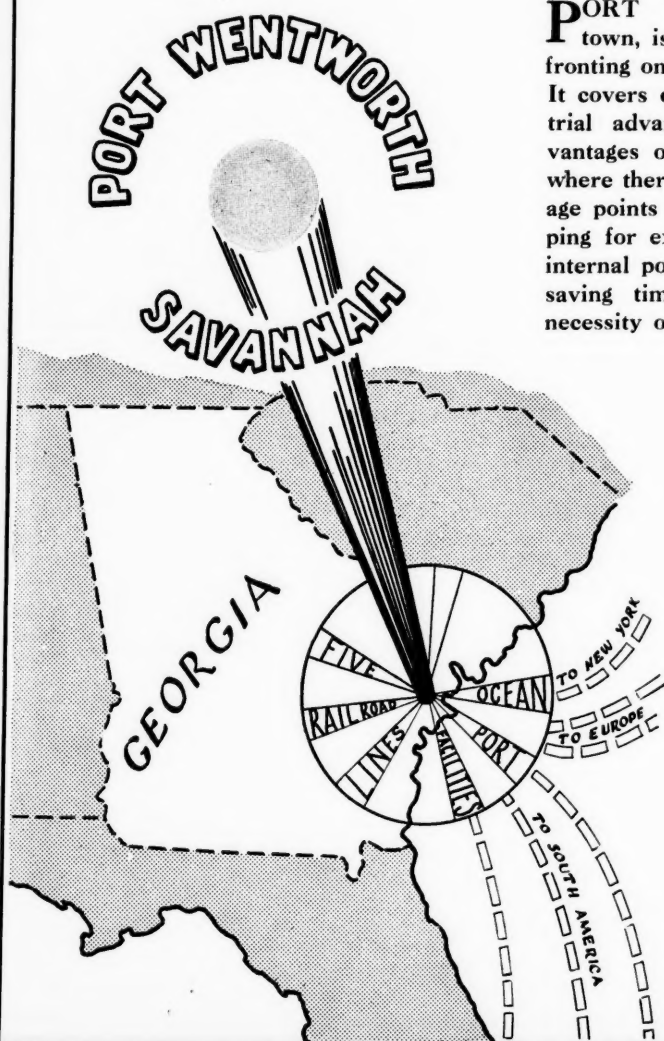 PORT WENTWORTH
SAVANNAH
PORT
town, is
fronting on
It covers
trial adva
vantages o
where ther
age points
ping for ex
internal po
saving tim
necessity o
GEORGIA
FIVE
RAILROAD
LINES
OCEAN
PORT
FACILITIES
TO NEW YORK
TO EUROPE
TO SOUTH AMERICA